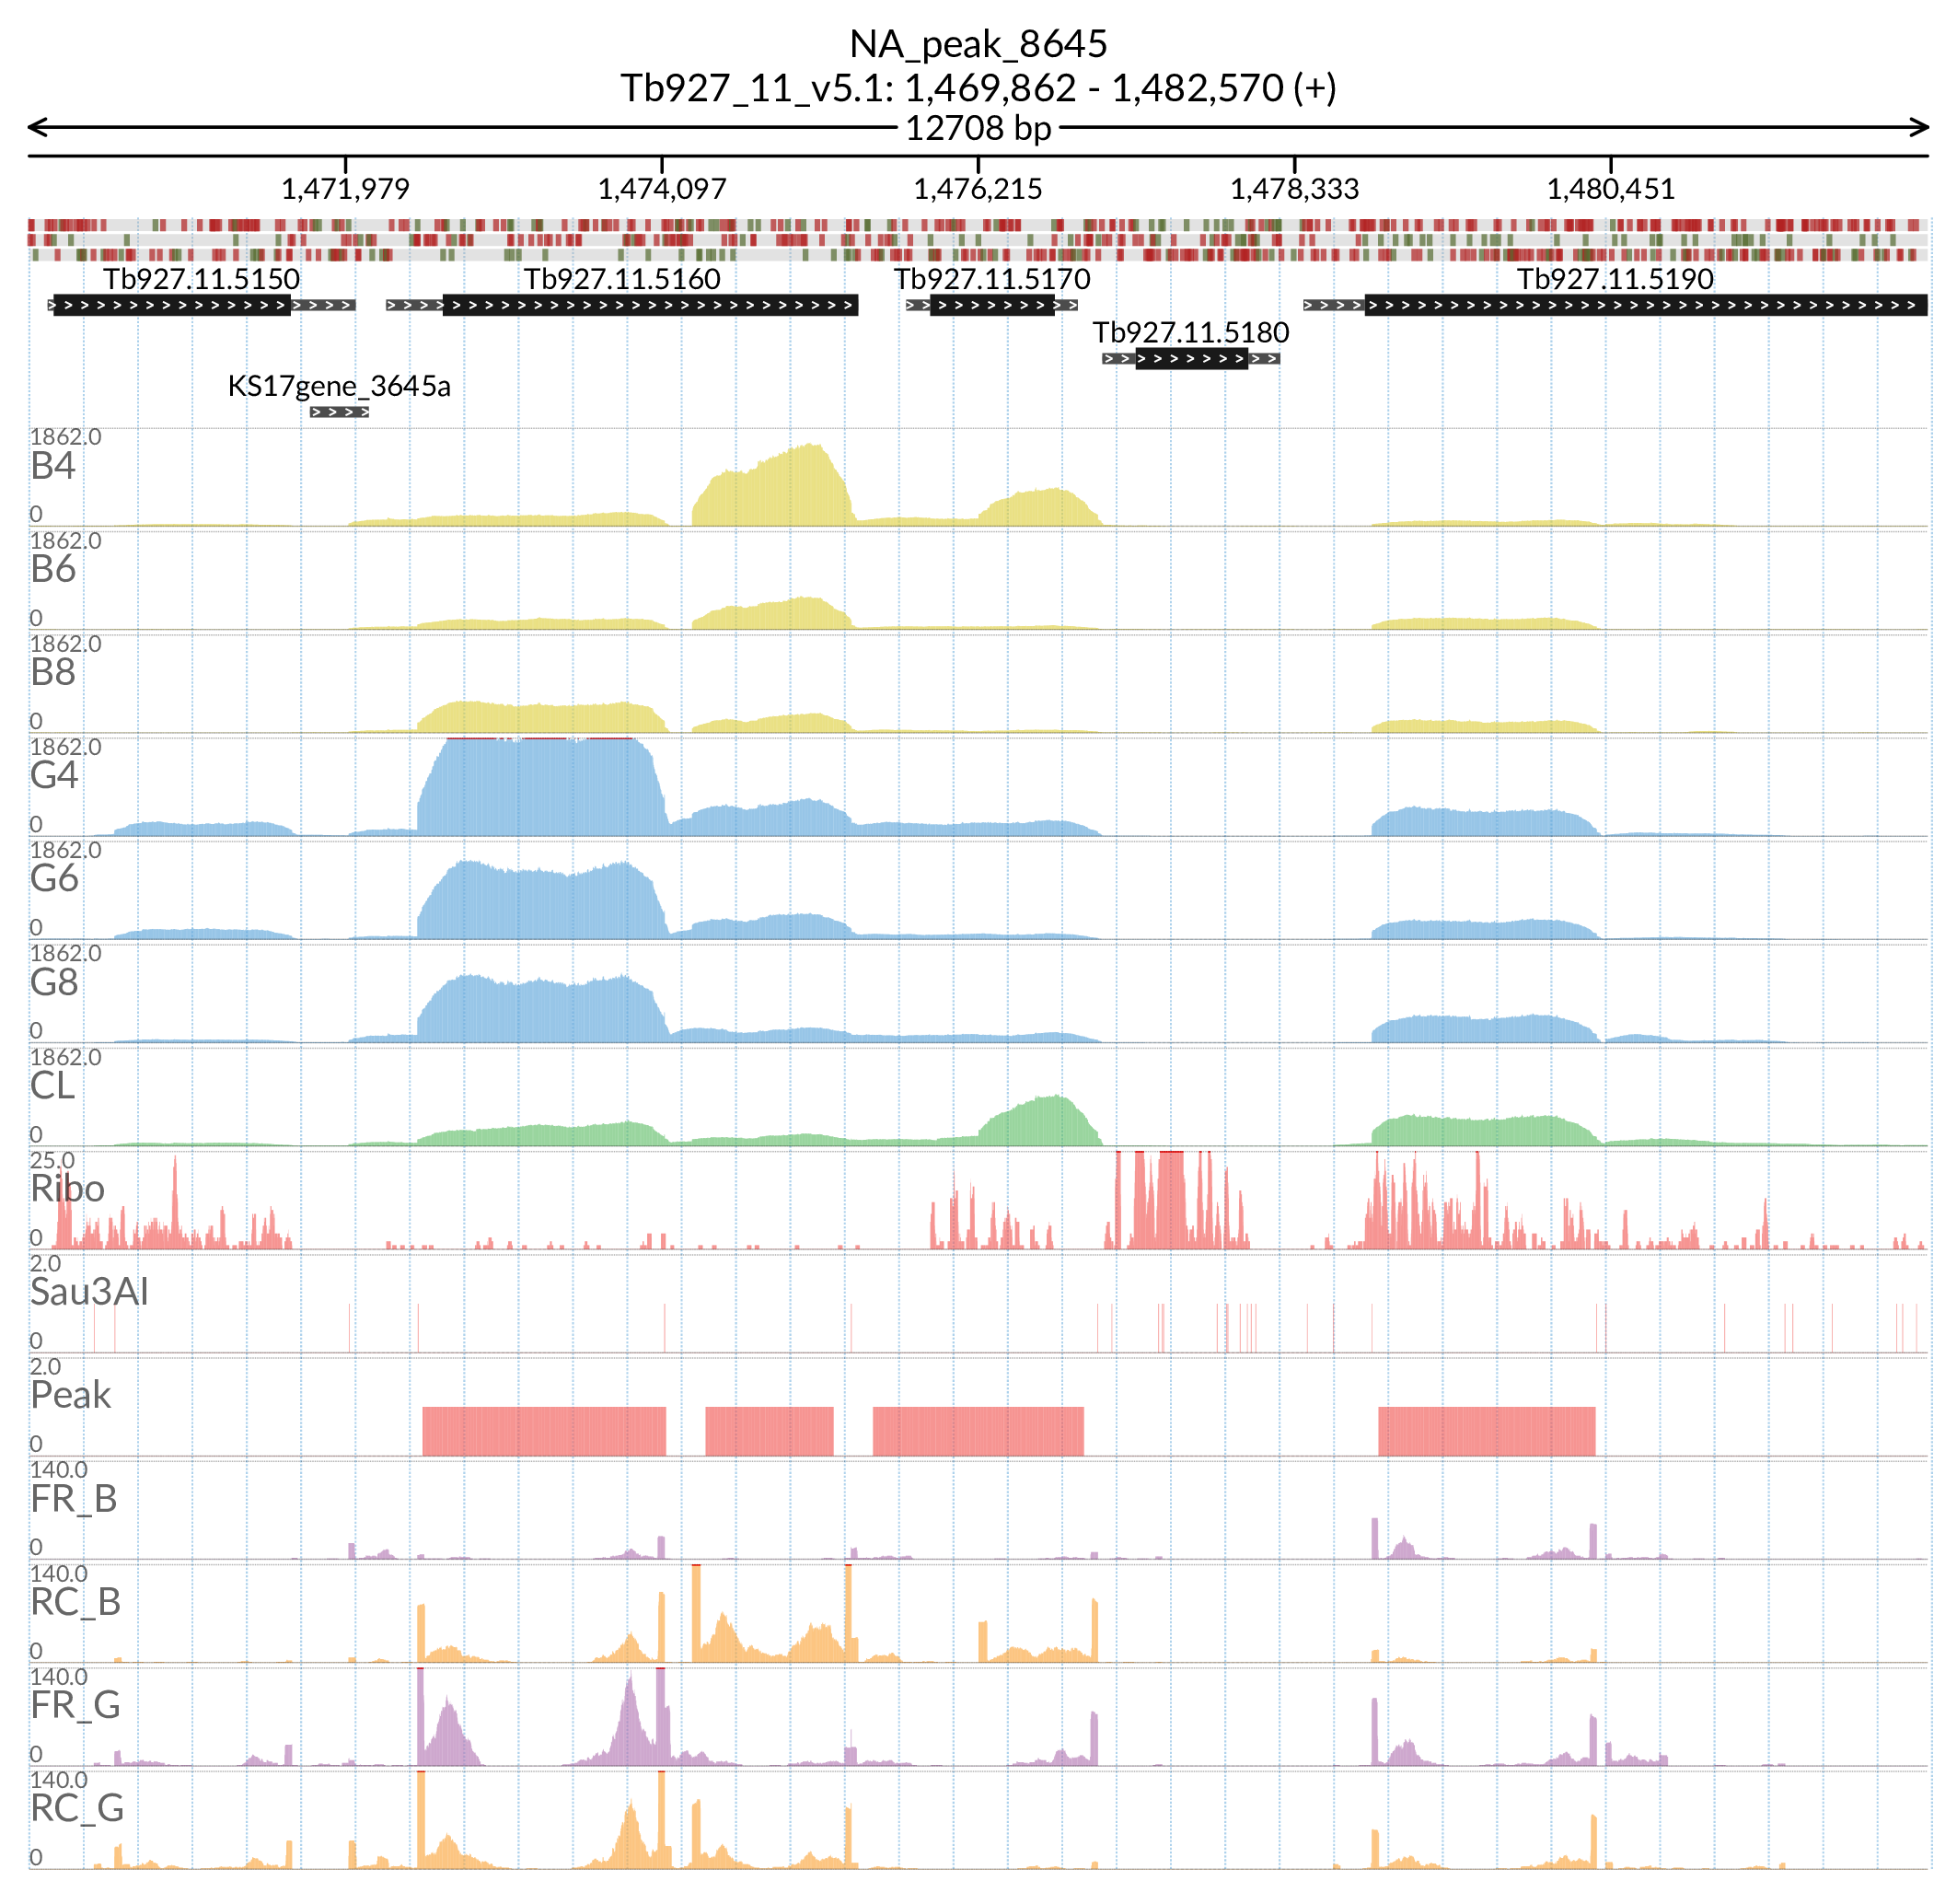 NA_peak_8645
Tb927_11_v5.1: 1,469,862 - 1,482,570 (+)
12708 bp
1,471,979 1,474,097 1,476,215 1,478,333 1,480,451
Tb927.11.5150 Tb927.11.5160 Tb927.11.5170 Tb927.11.5190
Tb927.11.5180
KS17gene_3645a
1862.0
B4
0
1862.0
B6
0
1862.0
B8
0
1862.0
G4
0
1862.0
G6
0
1862.0
G8
0
1862.0
CL
0
25.0
Ribo
0
2.0
Sau3AI
0
2.0
Peak
0
140.0
FR_B
0
140.0
RC_B
0
140.0
FR_G
0
140.0
RC_G
0